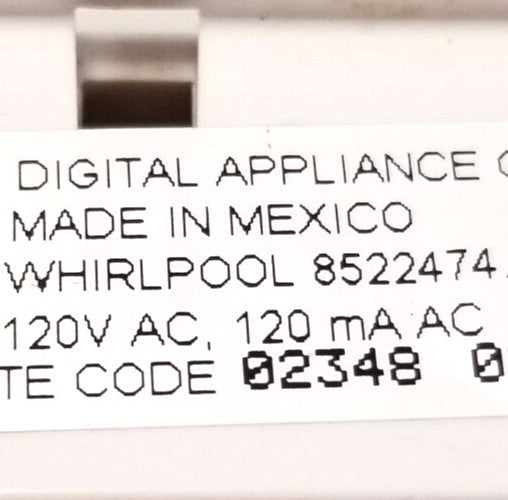 DIGITAL APPLIANCE
MADE IN MEXICO
WHIRLPOOL 8522474
120V AC, 120 mA AC
TE CODE 02348